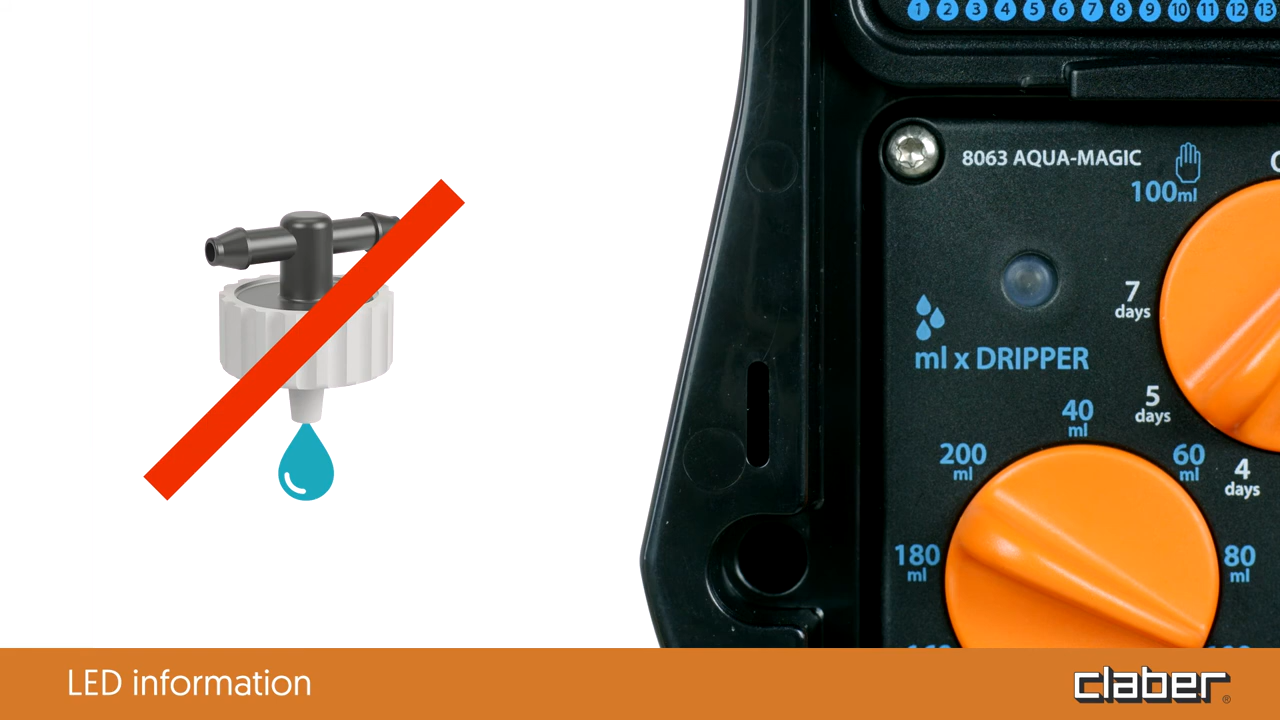 1 2 3 4 5 6 7 8 9 10 11 12 13
8063 AQUA-MAGIC
100ml
7
days
ml x DRIPPER
5
days
40
ml
200
ml
60
ml
4
days
180
ml
80
ml
LED information
claber®